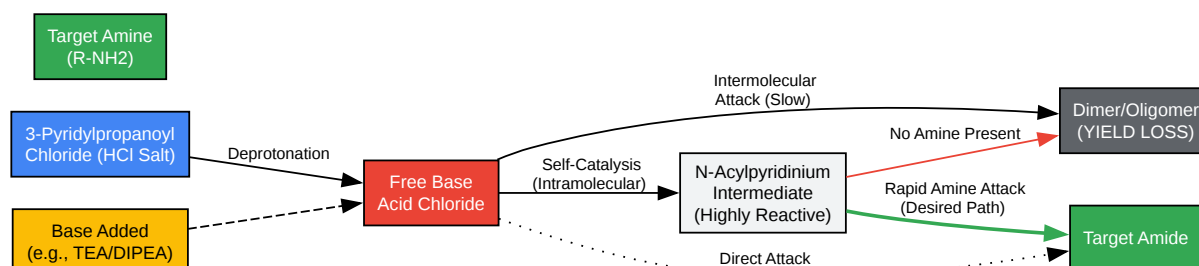 Target Amine
(R-NH2)
3-Pyridylpropanoyl
Chloride (HCl Salt)
Base Added
(e.g., TEA/DIPEA)
Deprotonation
Free Base
Acid Chloride
Intermolecular
Attack (Slow)
Self-Catalysis
(Intramolecular)
N-Acylpyridinium
Intermediate
(Highly Reactive)
No Amine Present
Rapid Amine Attack
(Desired Path)
Direct Attack
Dimer/Oligomer
(YIELD LOSS)
Target Amide